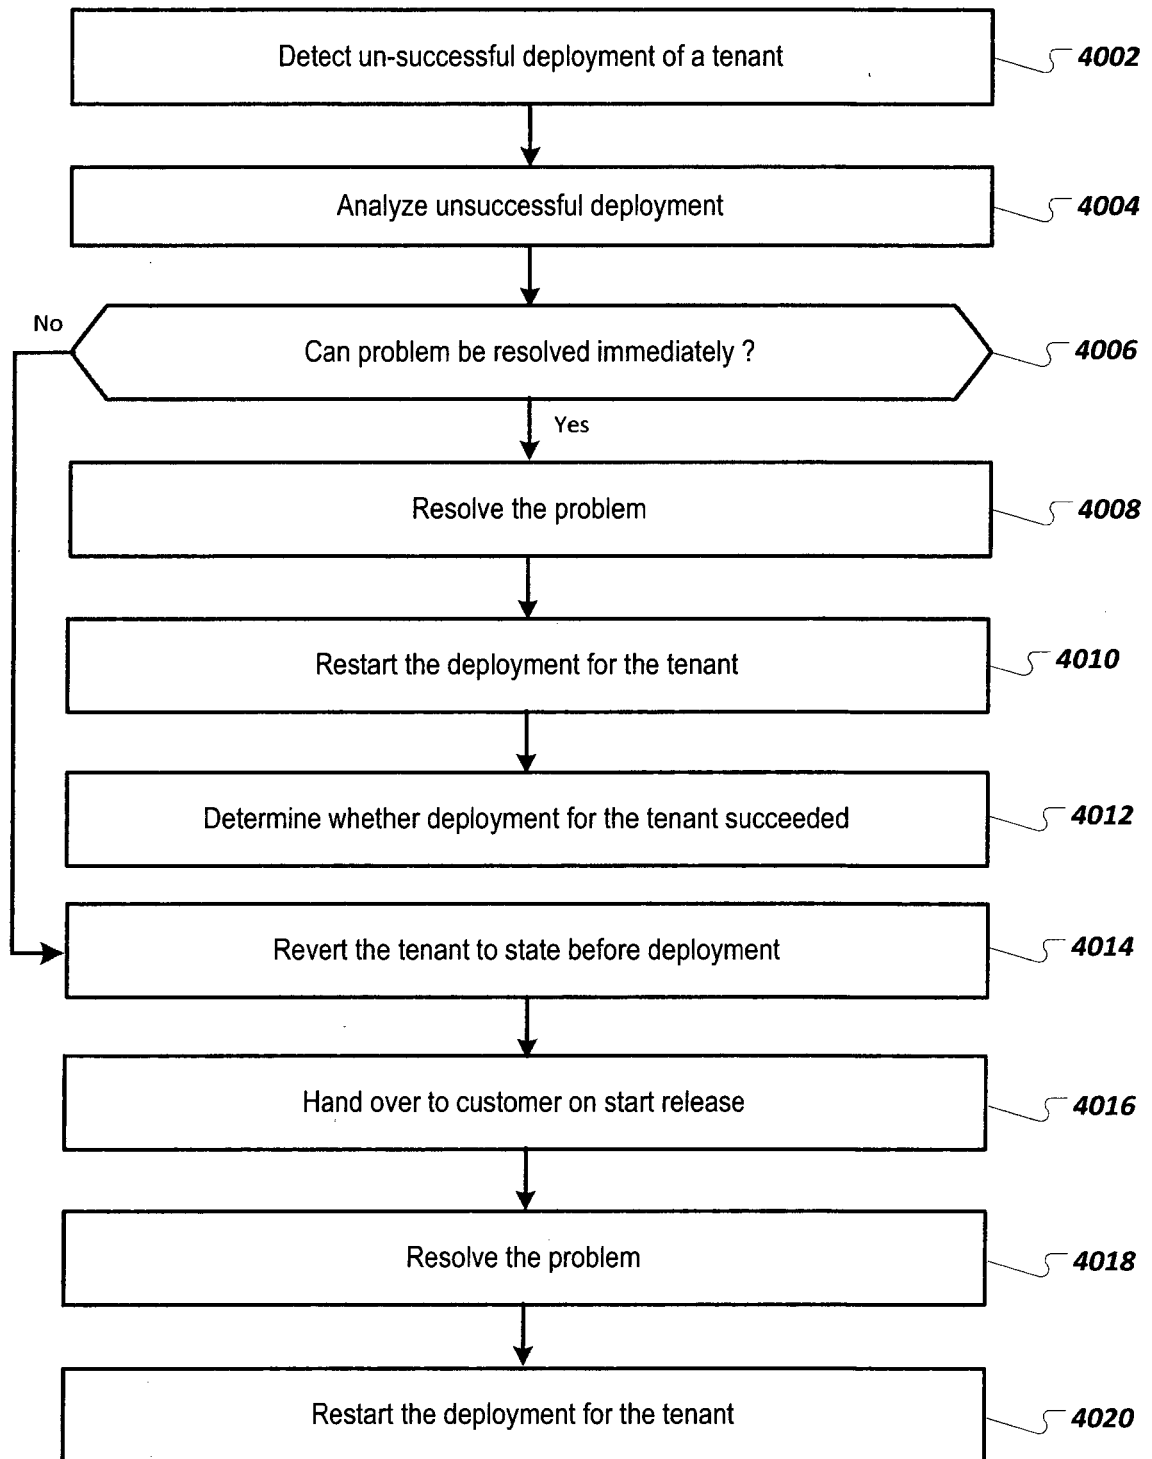 Detect un-successful deployment of a tenant 4002
Analyze unsuccessful deployment 4004
No
Can problem be resolved immediately ? 4006
Yes
Resolve the problem 4008
Restart the deployment for the tenant 4010
Determine whether deployment for the tenant succeeded 4012
Revert the tenant to state before deployment 4014
Hand over to customer on start release 4016
Resolve the problem 4018
Restart the deployment for the tenant 4020